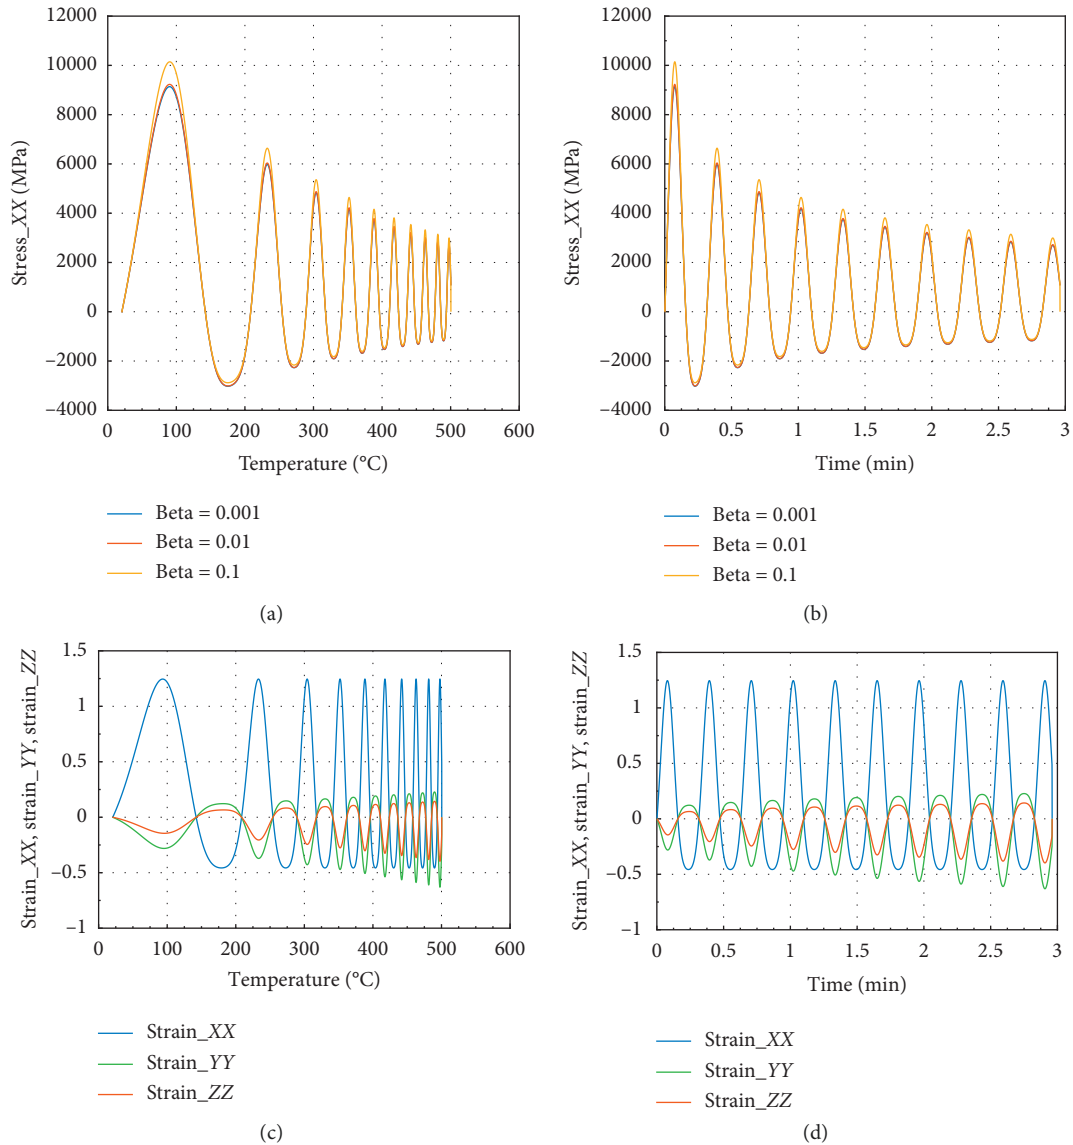 12000
10000
8000
6000
4000
2000
0
–2000
–4000
Stress_XX (MPa)
0 100 200 300 400 500 600
Temperature (°C)
Beta = 0.001
Beta = 0.01
Beta = 0.1
(a)
12000
10000
8000
6000
4000
2000
0
–2000
–4000
Stress_XX (MPa)
0 0.5 1 1.5 2 2.5 3
Time (min)
Beta = 0.001
Beta = 0.01
Beta = 0.1
(b)
1.5
1
0.5
0
–0.5
–1
Strain_XX, strain_YY, strain_ZZ
0 100 200 300 400 500 600
Temperature (°C)
Strain_XX
Strain_YY
Strain_ZZ
(c)
1.5
1
0.5
0
–0.5
–1
Strain_XX, strain_YY, strain_ZZ
0 0.5 1 1.5 2 2.5 3
Time (min)
Strain_XX
Strain_YY
Strain_ZZ
(d)